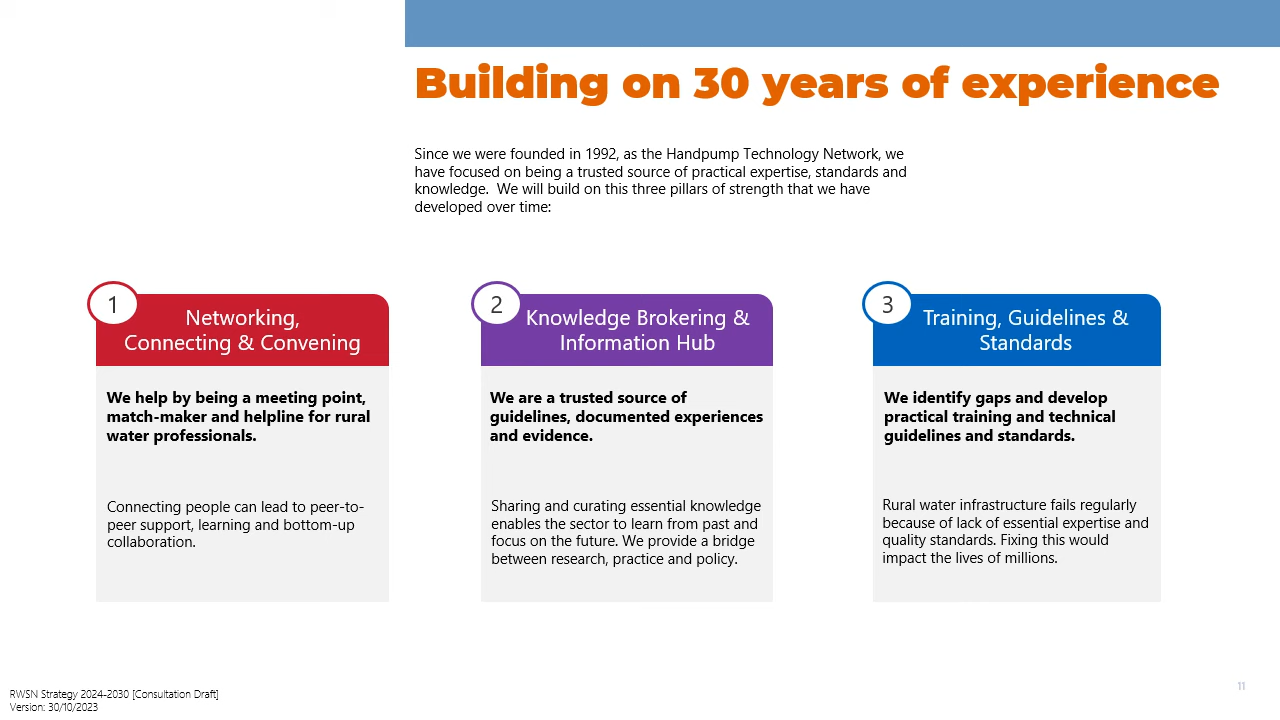 Building on 30 years of experience
Since we were founded in 1992, as the Handpump Technology Network, we
have focused on being a trusted source of practical expertise, standards and
knowledge.  We will build on this three pillars of strength that we have
developed over time:
1
Networking,
Connecting & Convening
We help by being a meeting point,
match-maker and helpline for rural
water professionals.
Connecting people can lead to peer-to-
peer support, learning and bottom-up
collaboration.
2
Knowledge Brokering &
Information Hub
We are a trusted source of
guidelines, documented experiences
and evidence.
Sharing and curating essential knowledge
enables the sector to learn from past and
focus on the future. We provide a bridge
between research, practice and policy.
3
Training, Guidelines &
Standards
We identify gaps and develop
practical training and technical
guidelines and standards.
Rural water infrastructure fails regularly
because of lack of essential expertise and
quality standards. Fixing this would
impact the lives of millions.
RWSN Strategy 2024-2030 [Consultation Draft]
Version: 30/10/2023
11